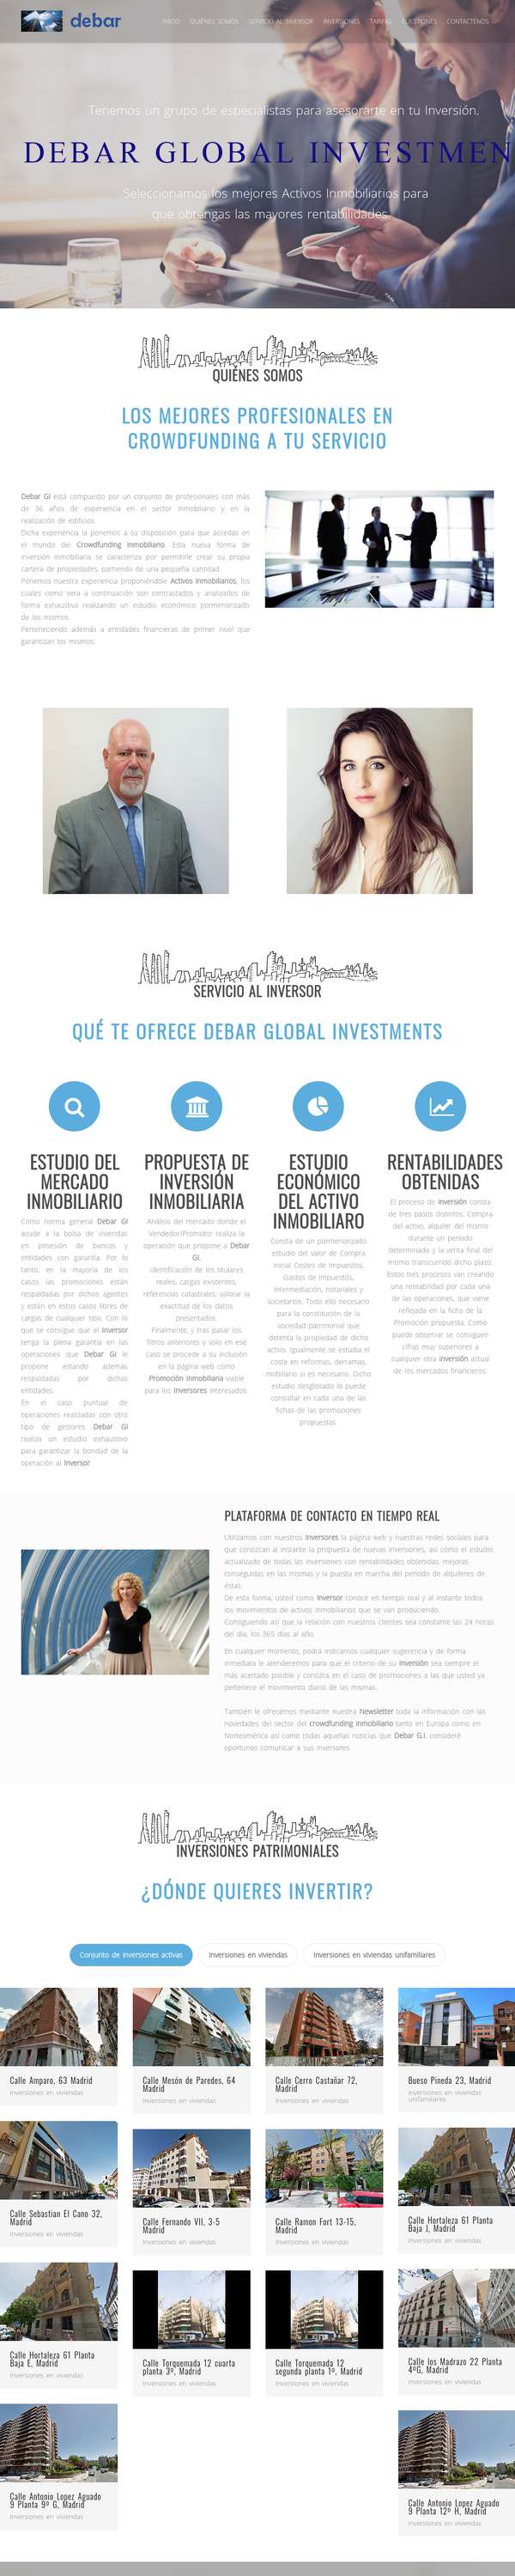 debar
INICIO QUIÉNES SOMOS SERVICIO AL INVERSOR INVERSIONES TARIFAS CUESTIONES CONTÁCTENOS
Tenemos un grupo de especialistas para asesorarte en tu Inversión.
DEBAR GLOBAL INVESTMEN
Seleccionamos los mejores Activos Inmobiliarios para
que obtengas las mayores rentabilidades
QUIÉNES SOMOS
LOS MEJORES PROFESIONALES EN
CROWDFUNDING A TU SERVICIO
Debar GI está compuesto por un conjunto de profesionales con más
de 36 años de experiencia en el sector Inmobiliario y en la
realización de edificios.
Dicha experiencia la ponemos a su disposición para que accedas en
el mundo del Crowdfunding Inmobiliario. Esta nueva forma de
inversión inmobiliaria se caracteriza por permitirle crear su propia
cartera de propiedades, partiendo de una pequeña cantidad.
Ponemos nuestra experiencia proponiéndole Activos Inmobiliarios, los
cuales como vera a continuación son contrastados y analizados de
forma exhaustiva realizando un estudio económico pormenorizado
de los mismos.
Perteneciendo además a entidades financieras de primer nivel que
garantizan los mismos.
SERVICIO AL INVERSOR
QUÉ TE OFRECE DEBAR GLOBAL INVESTMENTS
ESTUDIO DEL
MERCADO
INMOBILIARIO
Como norma general Debar GI
acude a la bolsa de viviendas
en posesión de bancos y
entidades con garantía. Por lo
tanto, en la mayoría de los
casos las promociones están
respaldadas por dichos agentes
y están en estos casos libres de
cargas de cualquier tipo. Con lo
que se consigue que el Inversor
tenga la plena garantía en las
operaciones que Debar GI le
propone estando además
respaldadas por dichas
entidades.
En el caso puntual de
operaciones realizadas con otro
tipo de gestores Debar GI
realiza un estudio exhaustivo
para garantizar la bondad de la
operación al Inversor
PROPUESTA DE
INVERSIÓN
INMOBILIARIA
Análisis del mercado donde el
Vendedor/Promotor realiza la
operación que propone a Debar
GI.
Identificación de los titulares
reales, cargas existentes,
referencias catastrales, valorar la
exactitud de los datos
presentados.
Finalmente, y tras pasar los
filtros anteriores y solo en ese
caso se procede a su inclusión
en la página web como
Promoción Inmobiliaria viable
para los Inversores interesados.
ESTUDIO
ECONÓMICO
DEL ACTIVO
INMOBILIARO
Consta de un pormenorizado
estudio del valor de Compra
Inicial Costes de Impuestos,
Gastos de Impuestos,
Intermediación, notariales y
societarios. Todo ello necesario
para la constitución de la
sociedad patrimonial que
detenta la propiedad de dicho
activo. Igualmente se estudia el
coste en reformas, derramas,
mobiliario si es necesario. Dicho
estudio desglosado lo puede
consultar en cada una de las
fichas de las promociones
propuestas.
RENTABILIDADES
OBTENIDAS
El proceso de inversión consta
de tres pasos distintos: Compra
del activo, alquiler del mismo
durante un periodo
determinado y la venta final del
mismo transcurrido dicho plazo.
Estos tres procesos van creando
una rentabilidad por cada una
de las operaciones, que viene
reflejada en la ficha de la
Promoción propuesta. Como
puede observar se consiguen
cifras muy superiores a
cualquier otra inversión actual
de los mercados financieros.
PLATAFORMA DE CONTACTO EN TIEMPO REAL
Utilizamos con nuestros Inversores la página web y nuestras redes sociales para
que conozcan al instante la propuesta de nuevas inversiones, así cómo el estudio
actualizado de todas las inversiones con rentabilidades obtenidas, mejoras
conseguidas en las mismas y la puesta en marcha del período de alquileres de
éstas.
De esta forma, usted como Inversor conoce en tiempo real y al instante todos
los movimientos de activos inmobiliarios que se van produciendo.
Consiguiendo así que la relación con nuestros clientes sea constante las 24 horas
del día, los 365 días al año.
En cualquier momento, podrá indicarnos cualquier sugerencia y de forma
inmediata le atenderemos para que el criterio de su Inversión sea siempre el
más acertado posible y conozca en el caso de promociones a las que usted ya
pertenece el movimiento diario de las mismas.
También le ofrecemos mediante nuestra Newsletter toda la información con las
novedades del sector del crowdfunding inmobiliario tanto en Europa como en
Norteamérica así como todas aquellas noticias que Debar G.I. consideré
oportunos comunicar a sus inversores
INVERSIONES PATRIMONIALES
¿DÓNDE QUIERES INVERTIR?
Conjunto de inversiones activas Inversiones en viviendas Inversiones en viviendas unifamiliares
Calle Amparo, 63 Madrid
Inversiones en viviendas
Calle Mesón de Paredes, 64
Madrid
Inversiones en viviendas
Calle Cerro Castañar 72,
Madrid
Inversiones en viviendas
Bueso Pineda 23, Madrid
Inversiones en viviendas
unifamiliares
Calle Sebastian El Cano 32,
Madrid
Inversiones en viviendas
Calle Fernando VII, 3-5
Madrid
Inversiones en viviendas
Calle Ramon Fort 13-15,
Madrid
Inversiones en viviendas
Calle Hortaleza 61 Planta
Baja J, Madrid
Inversiones en viviendas
Calle Hortaleza 61 Planta
Baja E, Madrid
Inversiones en viviendas
Calle Torquemada 12 cuarta
planta 3º, Madrid
Inversiones en viviendas
Calle Torquemada 12
segunda planta 1º, Madrid
Inversiones en viviendas
Calle los Madrazo 22 Planta
4ºG, Madrid
Inversiones en viviendas
Calle Antonio Lopez Aguado
9 Planta 9º G, Madrid
Inversiones en viviendas
Calle Antonio Lopez Aguado
9 Planta 12º H, Madrid
Inversiones en viviendas